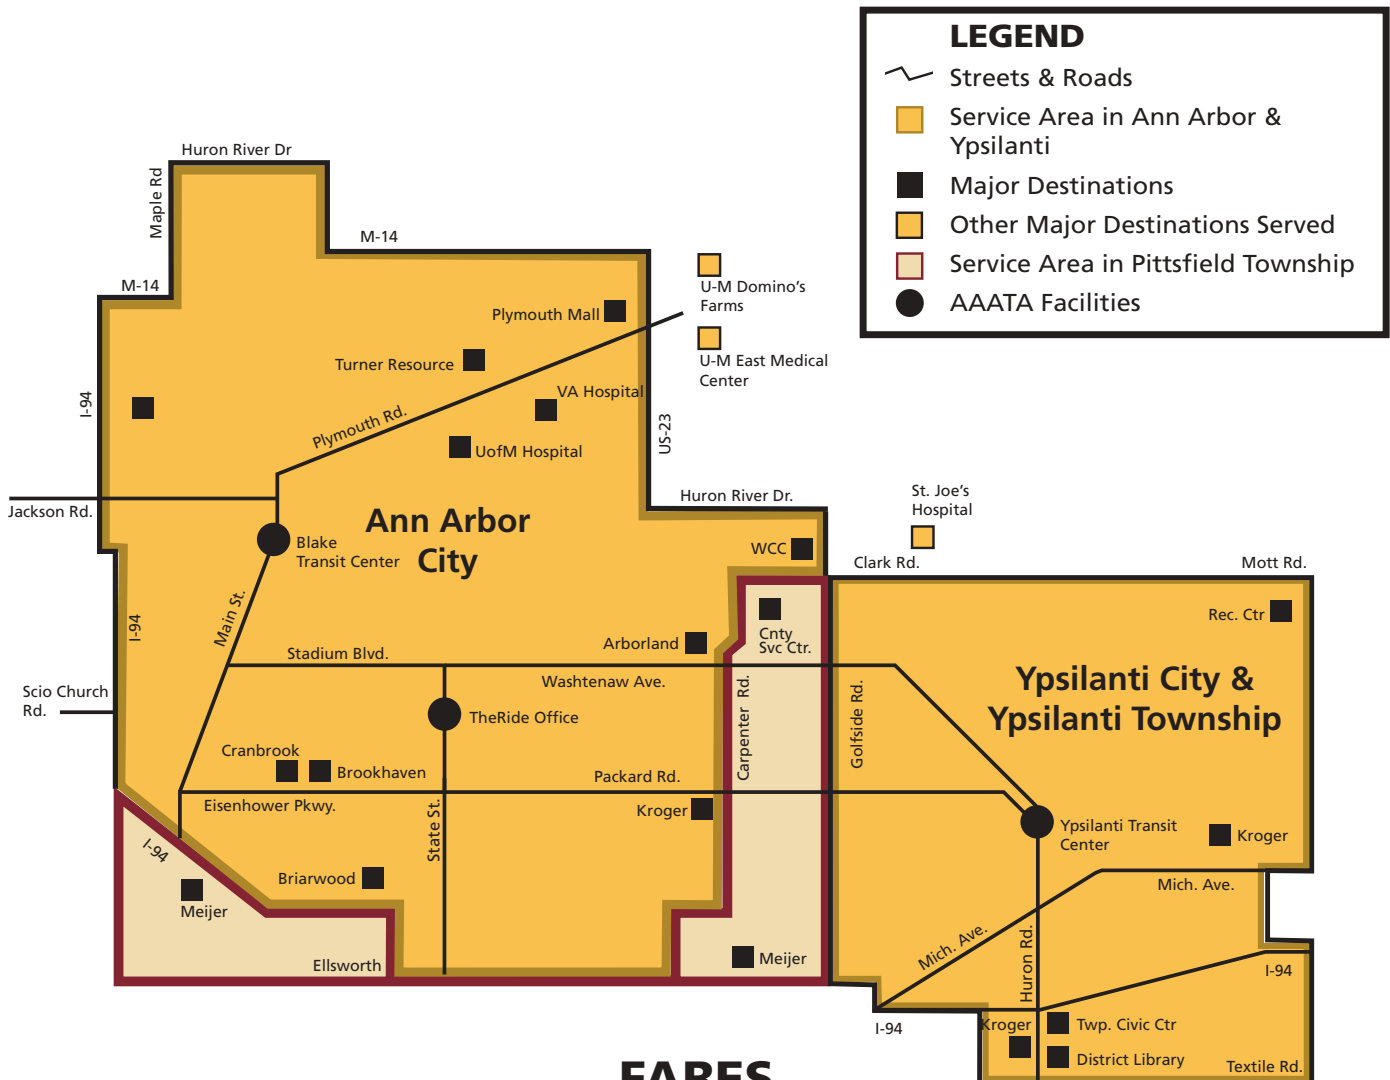 LEGEND
Streets & Roads
Service Area in Ann Arbor &
Ypsilanti
Major Destinations
Other Major Destinations Served
Service Area in Pittsfield Township
AAATA Facilities
Huron River Dr
Maple Rd
M-14
M-14
U-M Domino's
Farms
Plymouth Mall
U-M East Medical
Center
Turner Resource
VA Hospital
I-94
Plymouth Rd.
US-23
UofM Hospital
Jackson Rd.
Huron River Dr.
St. Joe's
Hospital
Ann Arbor
City
Blake
Transit Center
WCC
Clark Rd.
Mott Rd.
I-94
Main St.
Rec. Ctr
Cnty
Svc Ctr.
Arborland
Stadium Blvd.
Washtenaw Ave.
Ypsilanti City &
Ypsilanti Township
Scio Church
Rd.
TheRide Office
Carpenter Rd.
Golfside Rd.
Cranbrook
Brookhaven
Packard Rd.
Eisenhower Pkwy.
Kroger
State St.
Ypsilanti Transit
Center
Kroger
I-94
Briarwood
Mich. Ave.
Meijer
Mich. Ave.
Huron Rd.
Ellsworth
Meijer
I-94
I-94
Kroger
Twp. Civic Ctr
District Library
Textile Rd.
FARES